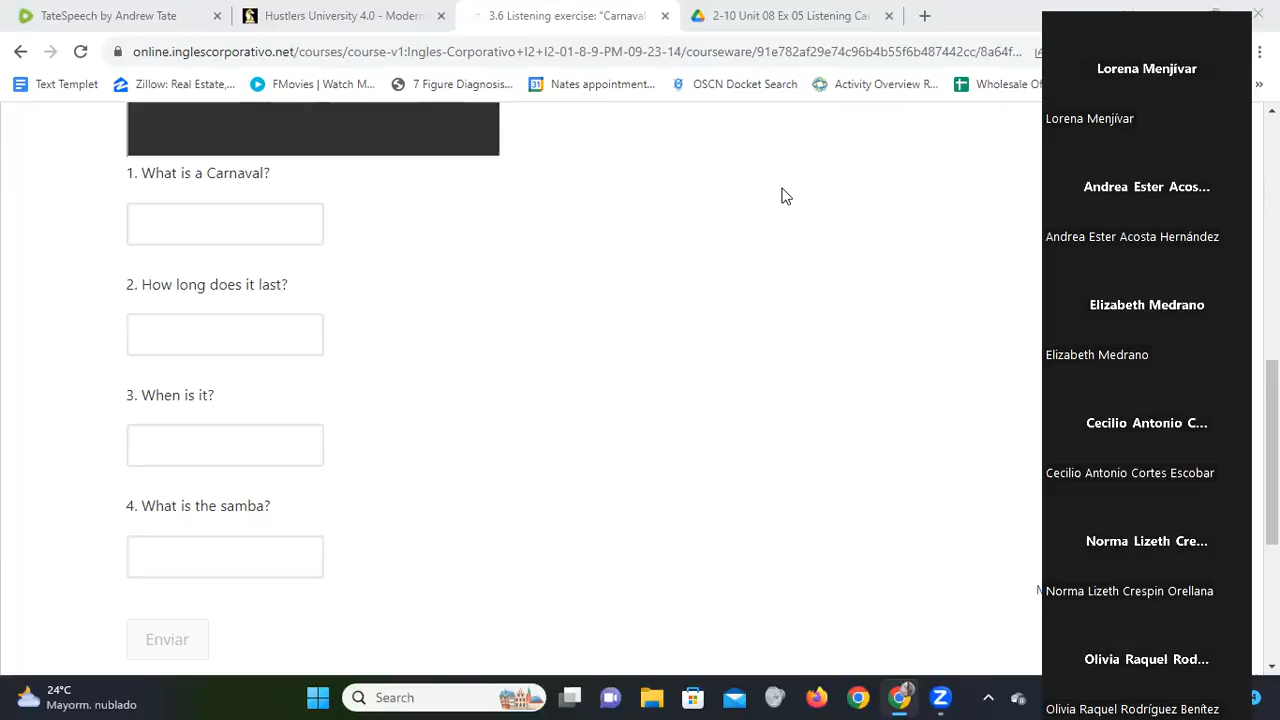 TateSpeech by Andrew Tate
Hustlers University 4.0 - Modern
3.6 Listening exercise: "Carnaval
2-10 Unit 08 Ex 05 Listening Ca
online.inglescorporativo.net/courses/course-v1:Ingles-Corporativo+I2+I2-01-8-9-PM-09-23-14/courseware/91e782af29e74c96b4b55f6b487442cc/8a64f...
Text Templet
Zillow: Real Estate,...
FMovies | Watch M...
7 Figure Diagnosti...
Nates appointment...
OSCN Docket Search
Activity Overview R...
Wholesale Of
1. What is a Carnaval?
2. How long does it last?
3. When is it?
4. What is the samba?
Enviar
Lorena Menjívar
Lorena Menjívar
Andrea Ester Acos...
Andrea Ester Acosta Hernández
Elizabeth Medrano
Elizabeth Medrano
Cecilio Antonio C...
Cecilio Antonio Cortes Escobar
Norma Lizeth Cre...
Norma Lizeth Crespin Orellana
Olivia Raquel Rod...
Olivia Raquel Rodríguez Benítez
24°C
Mayorm. nublado
Search